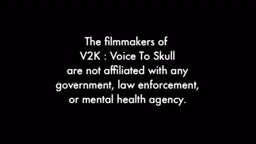 The filmmakers of
V2K : Voice To Skull
are not affiliated with any
government, law enforcement,
or mental health agency.